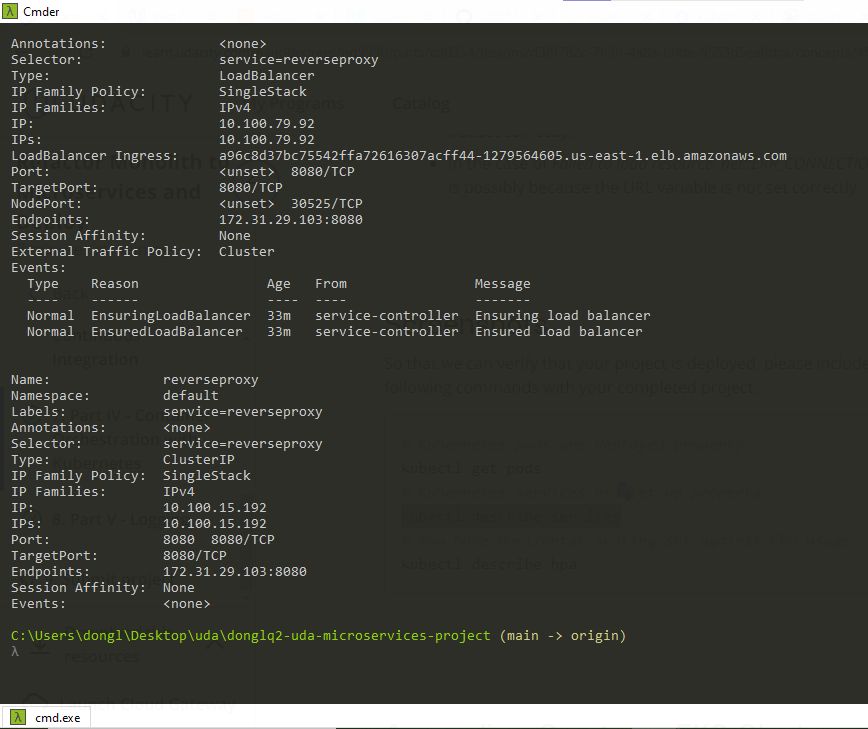 Cmder
Annotations: <none>
Selector: service=reverseproxy
Type: LoadBalancer
IP Family Policy: SingleStack
IP Families: IPv4
IP: 10.100.79.92
IPs: 10.100.79.92
LoadBalancer Ingress: a96c8d37bc75542ffa72616307acff44-1279564605.us-east-1.elb.amazonaws.com
Port: <unset> 8080/TCP
TargetPort: 8080/TCP
NodePort: <unset> 30525/TCP
Endpoints: 172.31.29.103:8080
Session Affinity: None
External Traffic Policy: Cluster
Events:
Type Reason Age From Message
---- ------ ---- ---- -------
Normal EnsuringLoadBalancer 33m service-controller Ensuring load balancer
Normal EnsuredLoadBalancer 33m service-controller Ensured load balancer
Name: reverseproxy
Namespace: default
Labels: service=reverseproxy
Annotations: <none>
Selector: service=reverseproxy
Type: ClusterIP
IP Family Policy: SingleStack
IP Families: IPv4
IP: 10.100.15.192
IPs: 10.100.15.192
Port: 8080 8080/TCP
TargetPort: 8080/TCP
Endpoints: 172.31.29.103:8080
Session Affinity: None
Events: <none>
C:\Users\dongl\Desktop\uda\donglq2-uda-microservices-project (main -> origin)
λ
cmd.exe